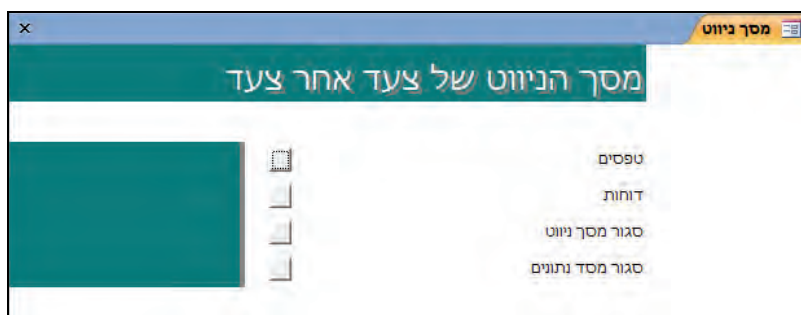 מסך ניווט
מסך הניווט של צעד אחר צעד
טפסים
דוחות
סגור מסך ניווט
סגור מסד נתונים